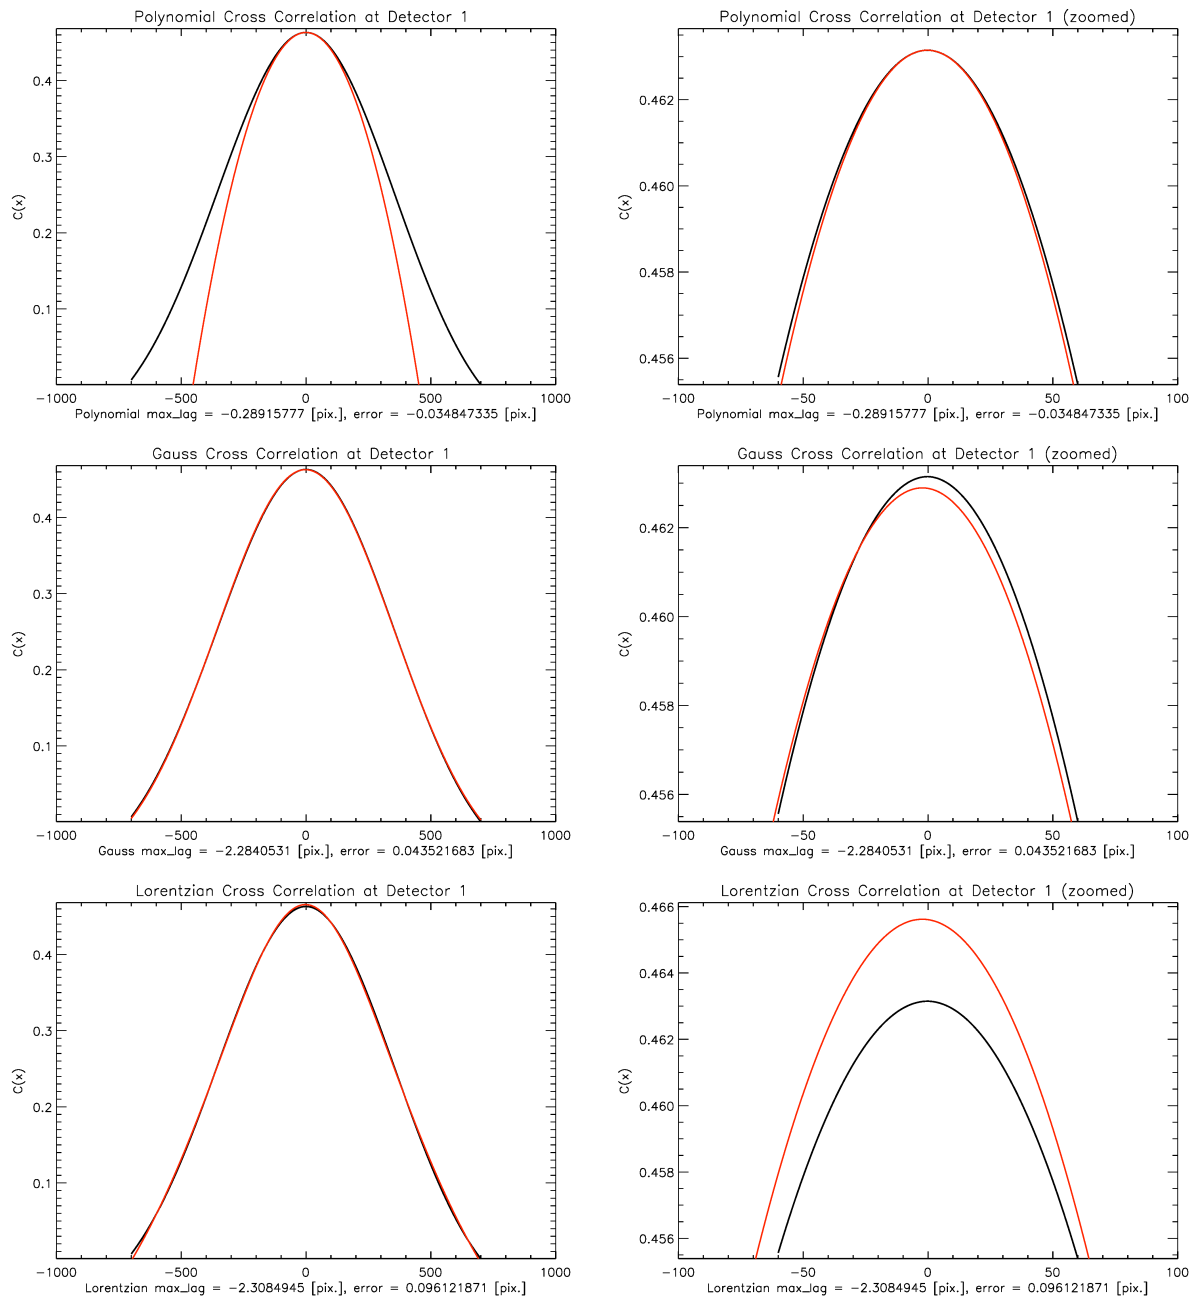 Polynomial Cross Correlation at Detector 1
C(x)
0.4
0.3
0.2
0.1
−1000 −500 0 500 1000
Polynomial max_lag = −0.28915777 [pix.], error = −0.034847335 [pix.]
Polynomial Cross Correlation at Detector 1 (zoomed)
C(x)
0.462
0.460
0.458
0.456
−100 −50 0 50 100
Polynomial max_lag = −0.28915777 [pix.], error = −0.034847335 [pix.]
Gauss Cross Correlation at Detector 1
C(x)
0.4
0.3
0.2
0.1
−1000 −500 0 500 1000
Gauss max_lag = −2.2840531 [pix.], error = 0.043521683 [pix.]
Gauss Cross Correlation at Detector 1 (zoomed)
C(x)
0.462
0.460
0.458
0.456
−100 −50 0 50 100
Gauss max_lag = −2.2840531 [pix.], error = 0.043521683 [pix.]
Lorentzian Cross Correlation at Detector 1
C(x)
0.4
0.3
0.2
0.1
−1000 −500 0 500 1000
Lorentzian max_lag = −2.3084945 [pix.], error = 0.096121871 [pix.]
Lorentzian Cross Correlation at Detector 1 (zoomed)
C(x)
0.466
0.464
0.462
0.460
0.458
0.456
−100 −50 0 50 100
Lorentzian max_lag = −2.3084945 [pix.], error = 0.096121871 [pix.]